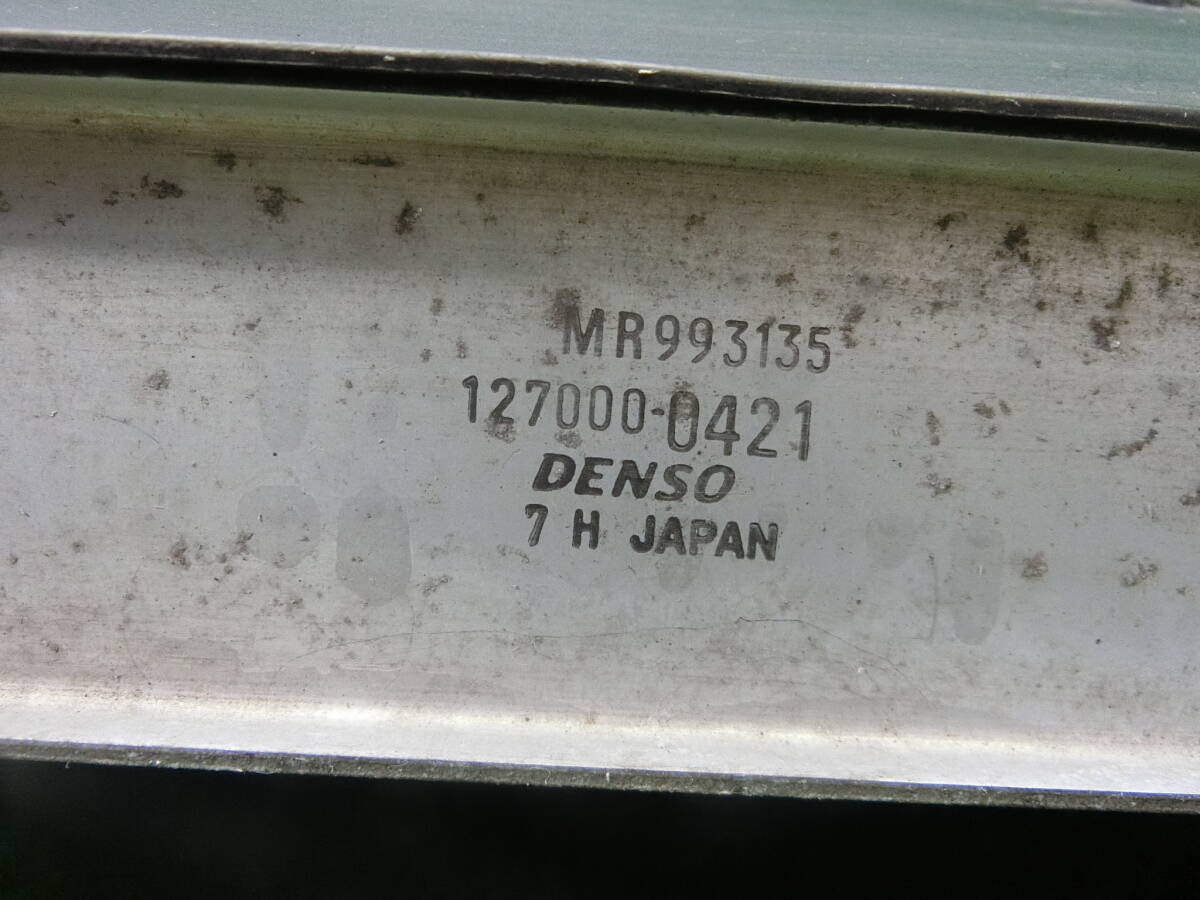 MR993135
127000-0421
DENSO
7 H JAPAN